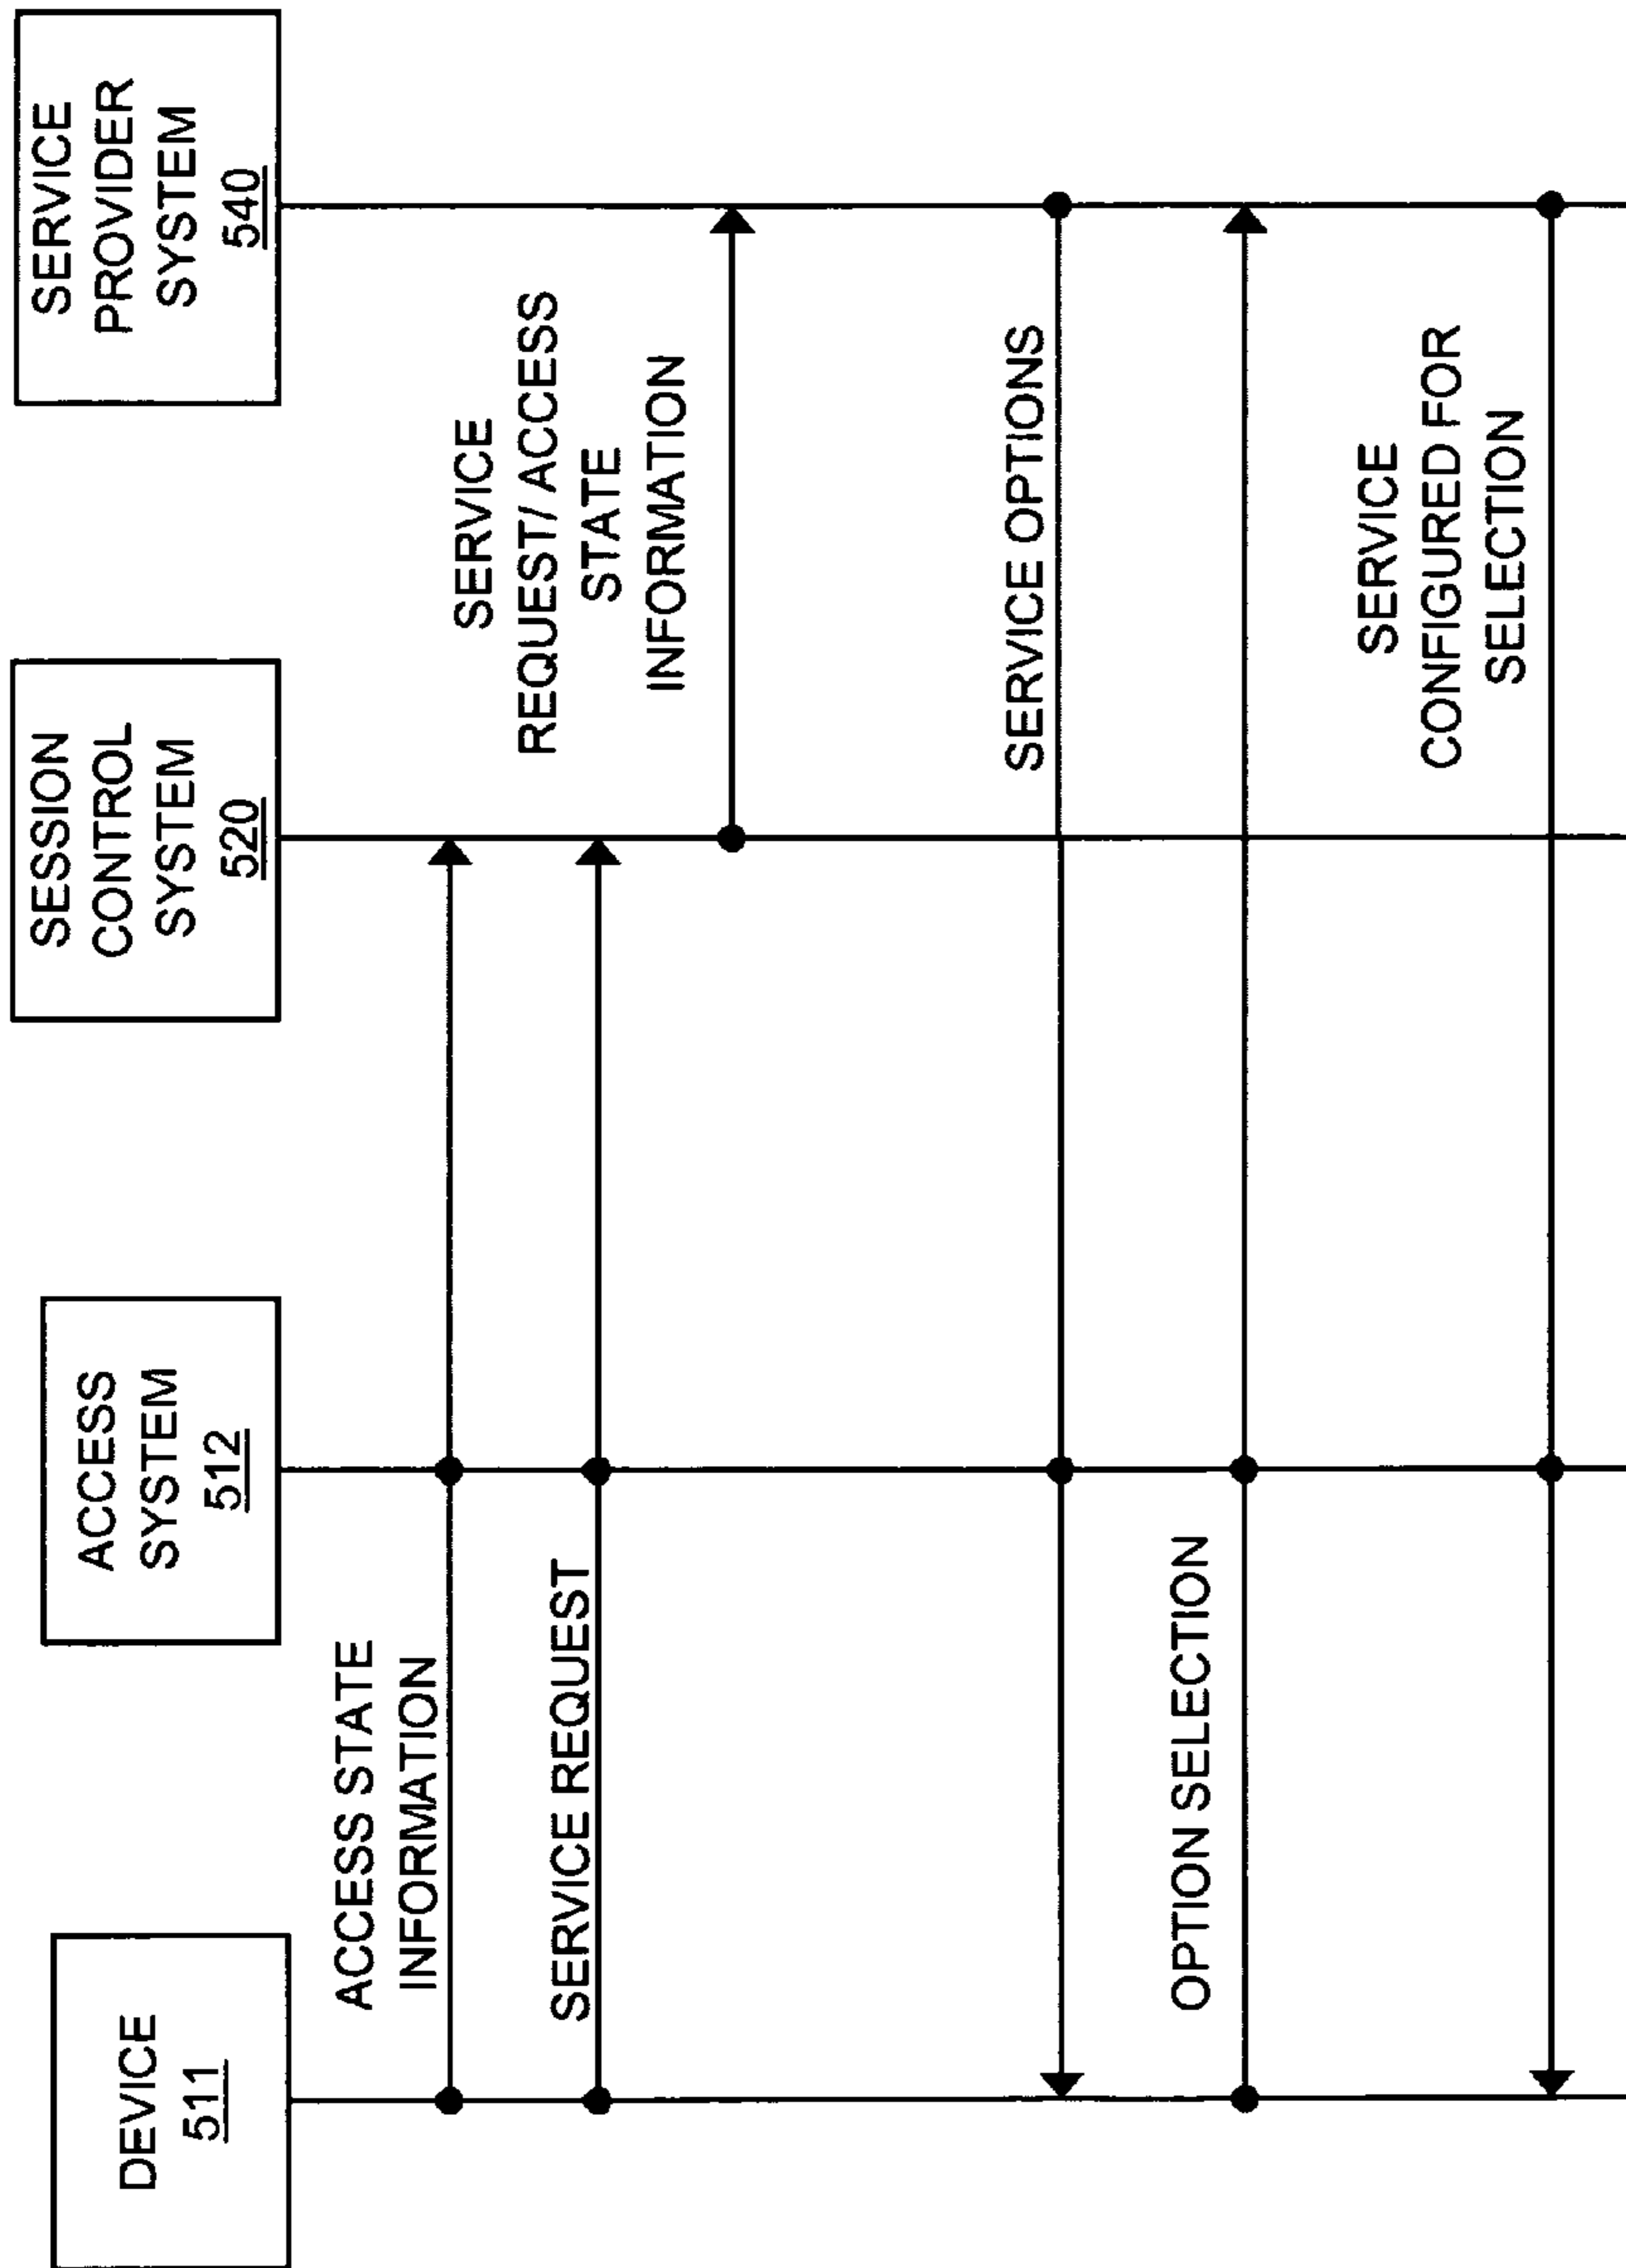 DEVICE
511
ACCESS
SYSTEM
512
SESSION
CONTROL
SYSTEM
520
SERVICE
PROVIDER
SYSTEM
540
ACCESS STATE
INFORMATION
SERVICE REQUEST
SERVICE
REQUEST/ ACCESS
STATE
INFORMATION
SERVICE OPTIONS
OPTION SELECTION
SERVICE
CONFIGURED FOR
SELECTION